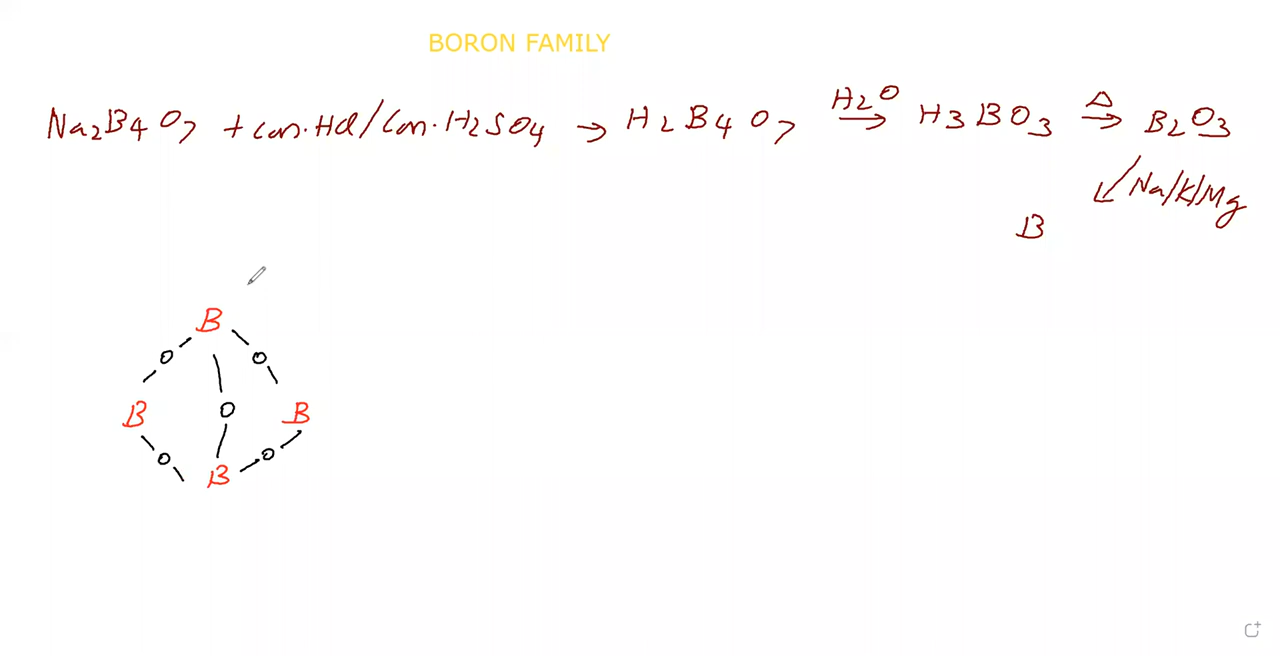 BORON FAMILY
Na2B4O7 + Con. HCl / Con. H2SO4 → H2B4O7 H2O → H3BO3 Δ → B2O3
↙ Na/K/Mg
B
B
O O
B O B
O O
B